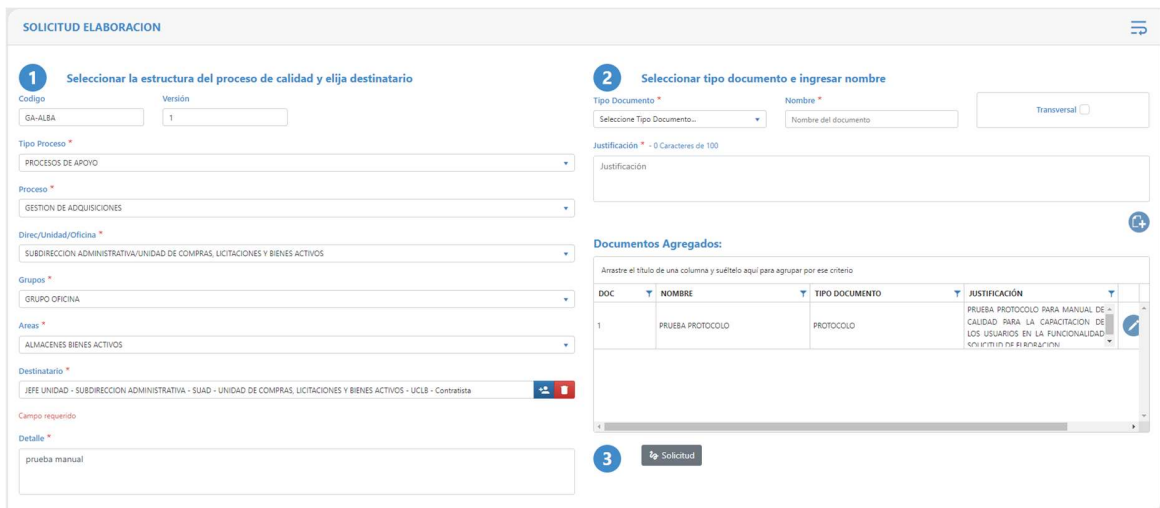 SOLICITUD ELABORACION
1 Seleccionar la estructura del proceso de calidad y elija destinatario
Codigo Versión
GA-ALBA 1
Tipo Proceso *
PROCESOS DE APOYO
Proceso *
GESTION DE ADQUISICIONES
Direc/Unidad/Oficina *
SUBDIRECCION ADMINISTRATIVA/UNIDAD DE COMPRAS, LICITACIONES Y BIENES ACTIVOS
Grupos *
GRUPO OFICINA
Areas *
ALMACENES BIENES ACTIVOS
Destinatario *
JEFE UNIDAD - SUBDIRECCION ADMINISTRATIVA - SUAD - UNIDAD DE COMPRAS, LICITACIONES Y BIENES ACTIVOS - UCLB - Contratista
Campo requerido
Detalle *
prueba manual
2 Seleccionar tipo documento e ingresar nombre
Tipo Documento * Nombre *
Seleccione Tipo Documento... Nombre del documento Transversal
Justificación * - 0 Caracteres de 100
Justificación
Documentos Agregados:
Arrastre el título de una columna y suéltelo aquí para agrupar por ese criterio
DOC NOMBRE TIPO DOCUMENTO JUSTIFICACIÓN
1 PRUEBA PROTOCOLO PROTOCOLO
PRUEBA PROTOCOLO PARA MANUAL DE
CALIDAD PARA LA CAPACITACION DE
LOS USUARIOS EN LA FUNCIONALIDAD
SOLICITUD DE ELBORACION
3 Solicitud